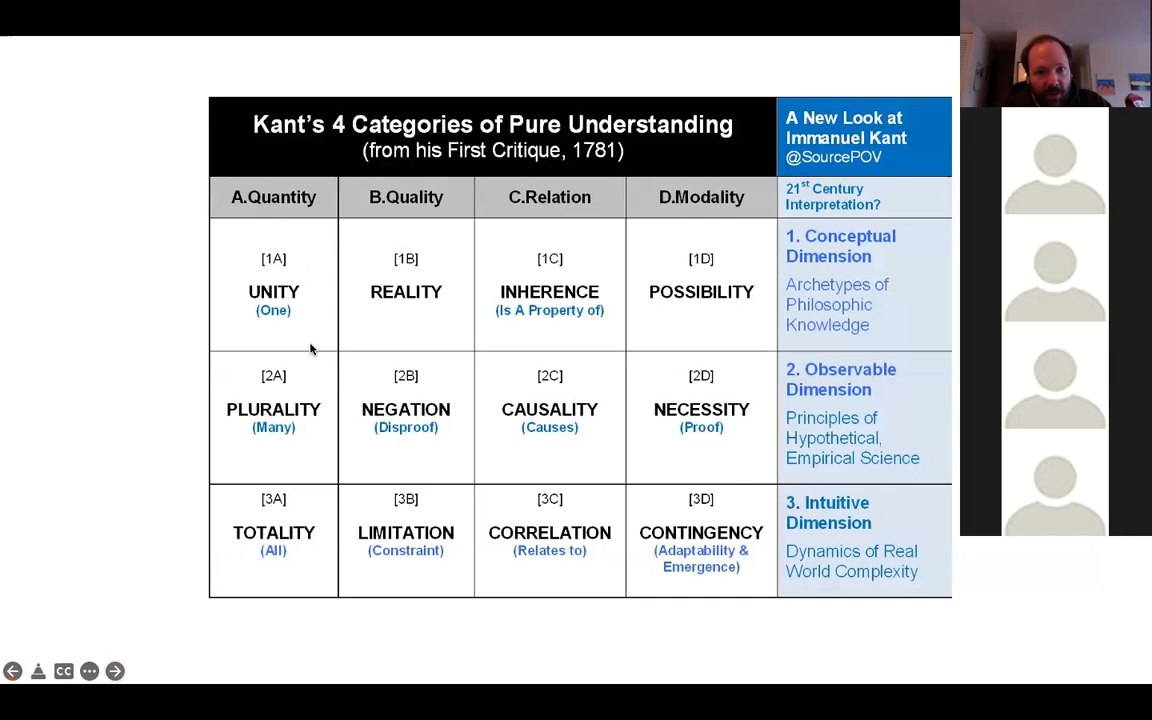 Kant's 4 Categories of Pure Understanding
(from his First Critique, 1781)
A New Look at
Immanuel Kant
@SourcePOV
A.Quantity
B.Quality
C.Relation
D.Modality
21st Century
Interpretation?
[1A]
UNITY
(One)
[1B]
REALITY
[1C]
INHERENCE
(Is A Property of)
[1D]
POSSIBILITY
1. Conceptual
Dimension
Archetypes of
Philosophic
Knowledge
[2A]
PLURALITY
(Many)
[2B]
NEGATION
(Disproof)
[2C]
CAUSALITY
(Causes)
[2D]
NECESSITY
(Proof)
2. Observable
Dimension
Principles of
Hypothetical,
Empirical Science
[3A]
TOTALITY
(All)
[3B]
LIMITATION
(Constraint)
[3C]
CORRELATION
(Relates to)
[3D]
CONTINGENCY
(Adaptability &
Emergence)
3. Intuitive
Dimension
Dynamics of Real
World Complexity
CC